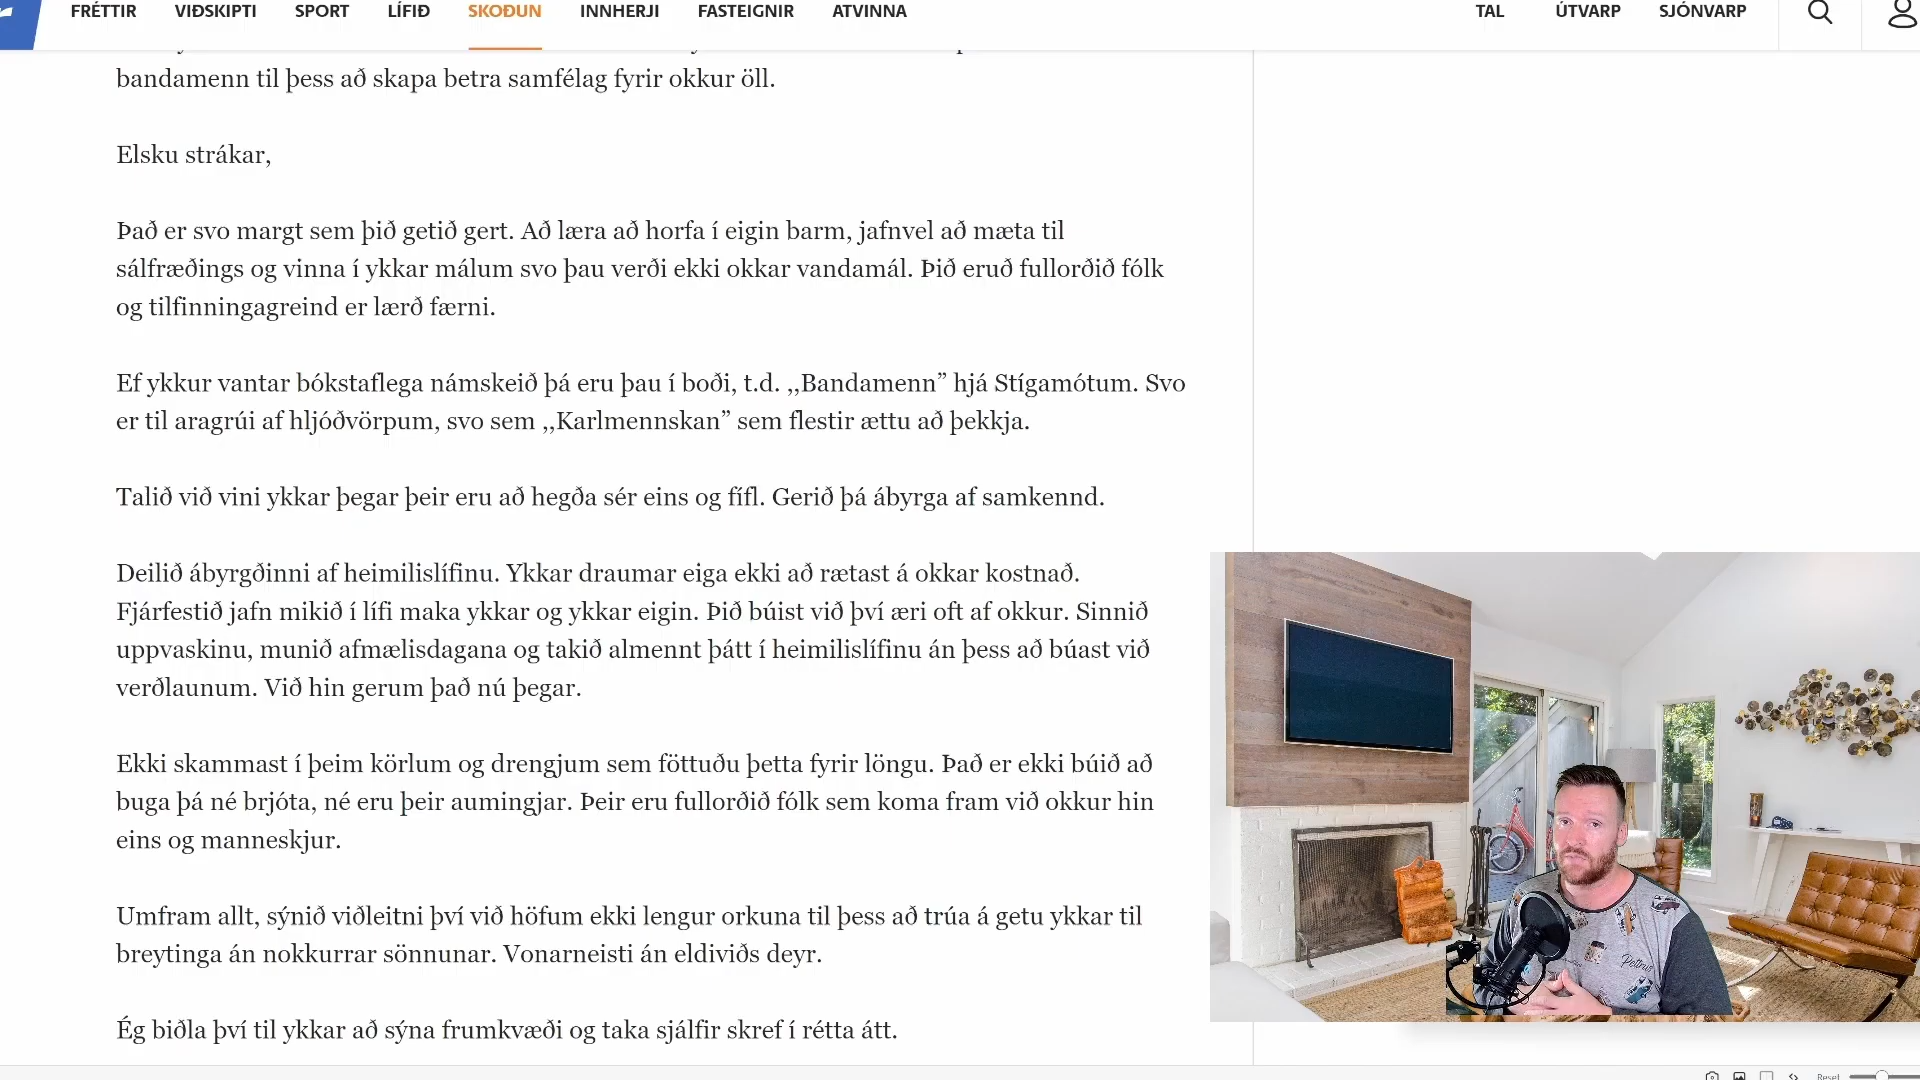 FRÉTTIR VIÐSKIPTI SPORT LÍFIÐ SKOÐUN INNHERJI FASTEIGNIR ATVINNA TAL ÚTVARP SJÓNVARP
bandamenn til þess að skapa betra samfélag fyrir okkur öll.
Elsku strákar,
Það er svo margt sem þið getið gert. Að læra að horfa í eigin barm, jafnvel að mæta til
sálfræðings og vinna í ykkar málum svo þau verði ekki okkar vandamál. Þið eruð fullorðið fólk
og tilfinningagreind er lærð færni.
Ef ykkur vantar bókstaflega námskeið þá eru þau í boði, t.d. ,,Bandamenn” hjá Stígamótum. Svo
er til aragrúi af hljóðvörpum, svo sem ,,Karlmennskan” sem flestir ættu að þekkja.
Talið við vini ykkar þegar þeir eru að hegða sér eins og fífl. Gerið þá ábyrga af samkennd.
Deilið ábyrgðinni af heimilislífinu. Ykkar draumar eiga ekki að rætast á okkar kostnað.
Fjárfestið jafn mikið í lífi maka ykkar og ykkar eigin. Þið búist við því æri oft af okkur. Sinnið
uppvaskinu, munið afmælisdagana og takið almennt þátt í heimilislífinu án þess að búast við
verðlaunum. Við hin gerum það nú þegar.
Ekki skammast í þeim körlum og drengjum sem föttuðu þetta fyrir löngu. Það er ekki búið að
buga þá né brjóta, né eru þeir aumingjar. Þeir eru fullorðið fólk sem koma fram við okkur hin
eins og manneskjur.
Umfram allt, sýnið viðleitni því við höfum ekki lengur orkuna til þess að trúa á getu ykkar til
breytinga án nokkurrar sönnunar. Vonarneisti án eldiviðs deyr.
Ég biðla því til ykkar að sýna frumkvæði og taka sjálfir skref í rétta átt.
Reset